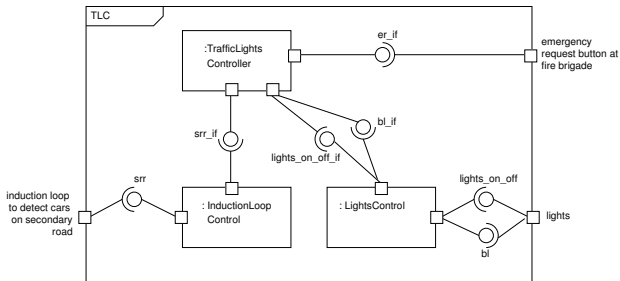 TLC
:TrafficLights
Controller
er_if
emergency
request button at
fire brigade
srr_if
bl_if
lights_on_off_if
induction loop
to detect cars
on secondary
road
srr
: InductionLoop
Control
: LightsControl
lights_on_off
lights
bl